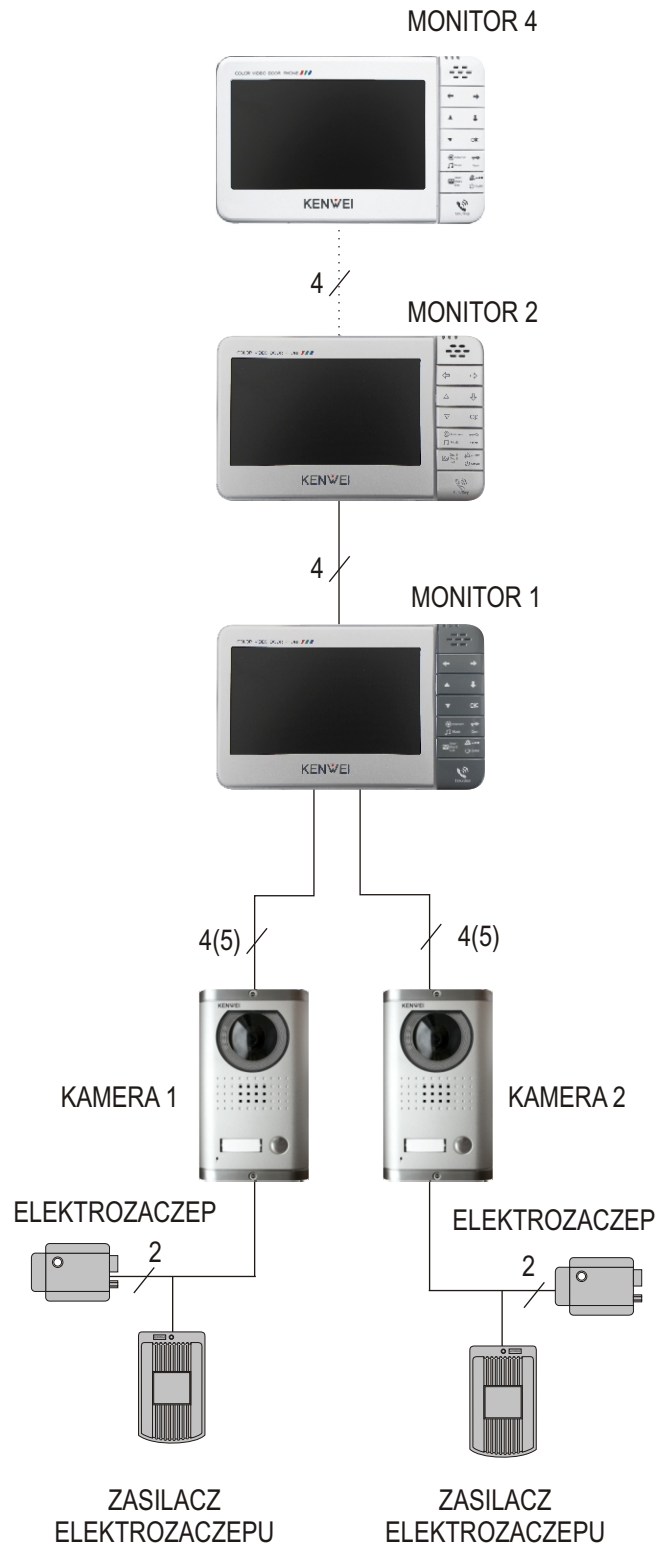 MONITOR 4
COLOR VIDEO DOOR PHONE
KENWEI
4
MONITOR 2
KENWEI
4
MONITOR 1
KENWEI
4(5)
4(5)
KENWEI
KENWEI
KAMERA 1
KAMERA 2
ELEKTROZACZEP
ELEKTROZACZEP
2
2
ZASILACZ
ELEKTROZACZEPU
ZASILACZ
ELEKTROZACZEPU